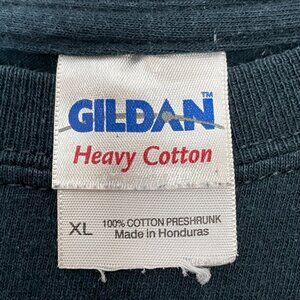 GILDAN™
Heavy Cotton
XL
100% COTTON PRESHRUNK
Made in Honduras